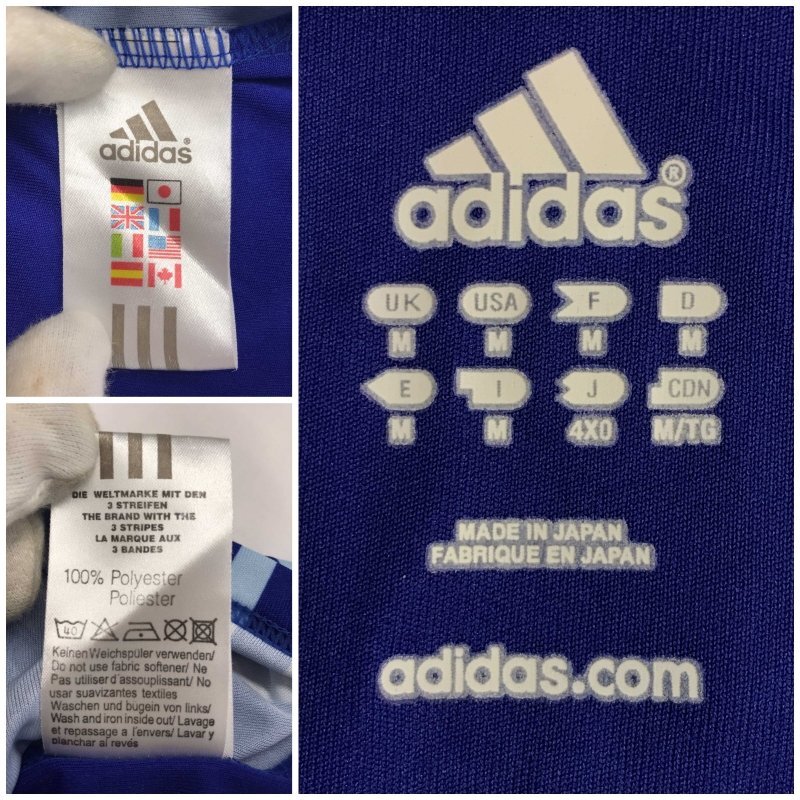 adidas
DIE WELTMARKE MIT DEN
3 STREIFEN
THE BRAND WITH THE
3 STRIPES
LA MARQUE AUX
3 BANDES
100% Polyester
Poliester
40
Keinen Weichspüler verwenden/
Do not use fabric softener/ Ne
Pas utiliser d'assouplissant/ No
usar suavizantes textiles
Waschen und bügeln von links/
Wash and iron inside out/ Lavage
et repassage a l'envers/ Lavar y
planchar al revés
adidas®
UK USA F D
M M M M
E I J CDN
M M 4XO M/TG
MADE IN JAPAN
FABRIQUE EN JAPAN
adidas.com